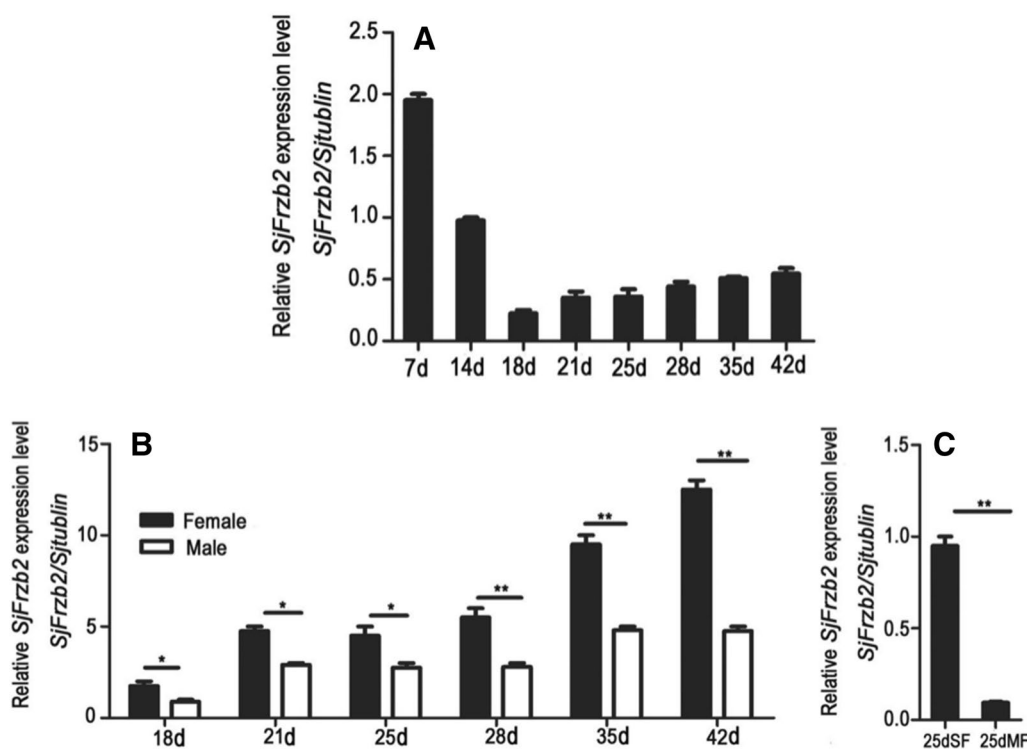 A
Relative SjFrzb2 expression level
SjFrzb2/Sjtublin
2.5
2.0
1.5
1.0
0.5
0.0
7d 14d 18d 21d 25d 28d 35d 42d
B
Relative SjFrzb2 expression level
SjFrzb2/Sjtublin
15
10
5
0
Female
Male
* * * ** ** **
18d 21d 25d 28d 35d 42d
C
Relative SjFrzb2 expression level
SjFrzb2/Sjtublin
1.5
1.0
0.5
0.0
**
25dSF 25dMF